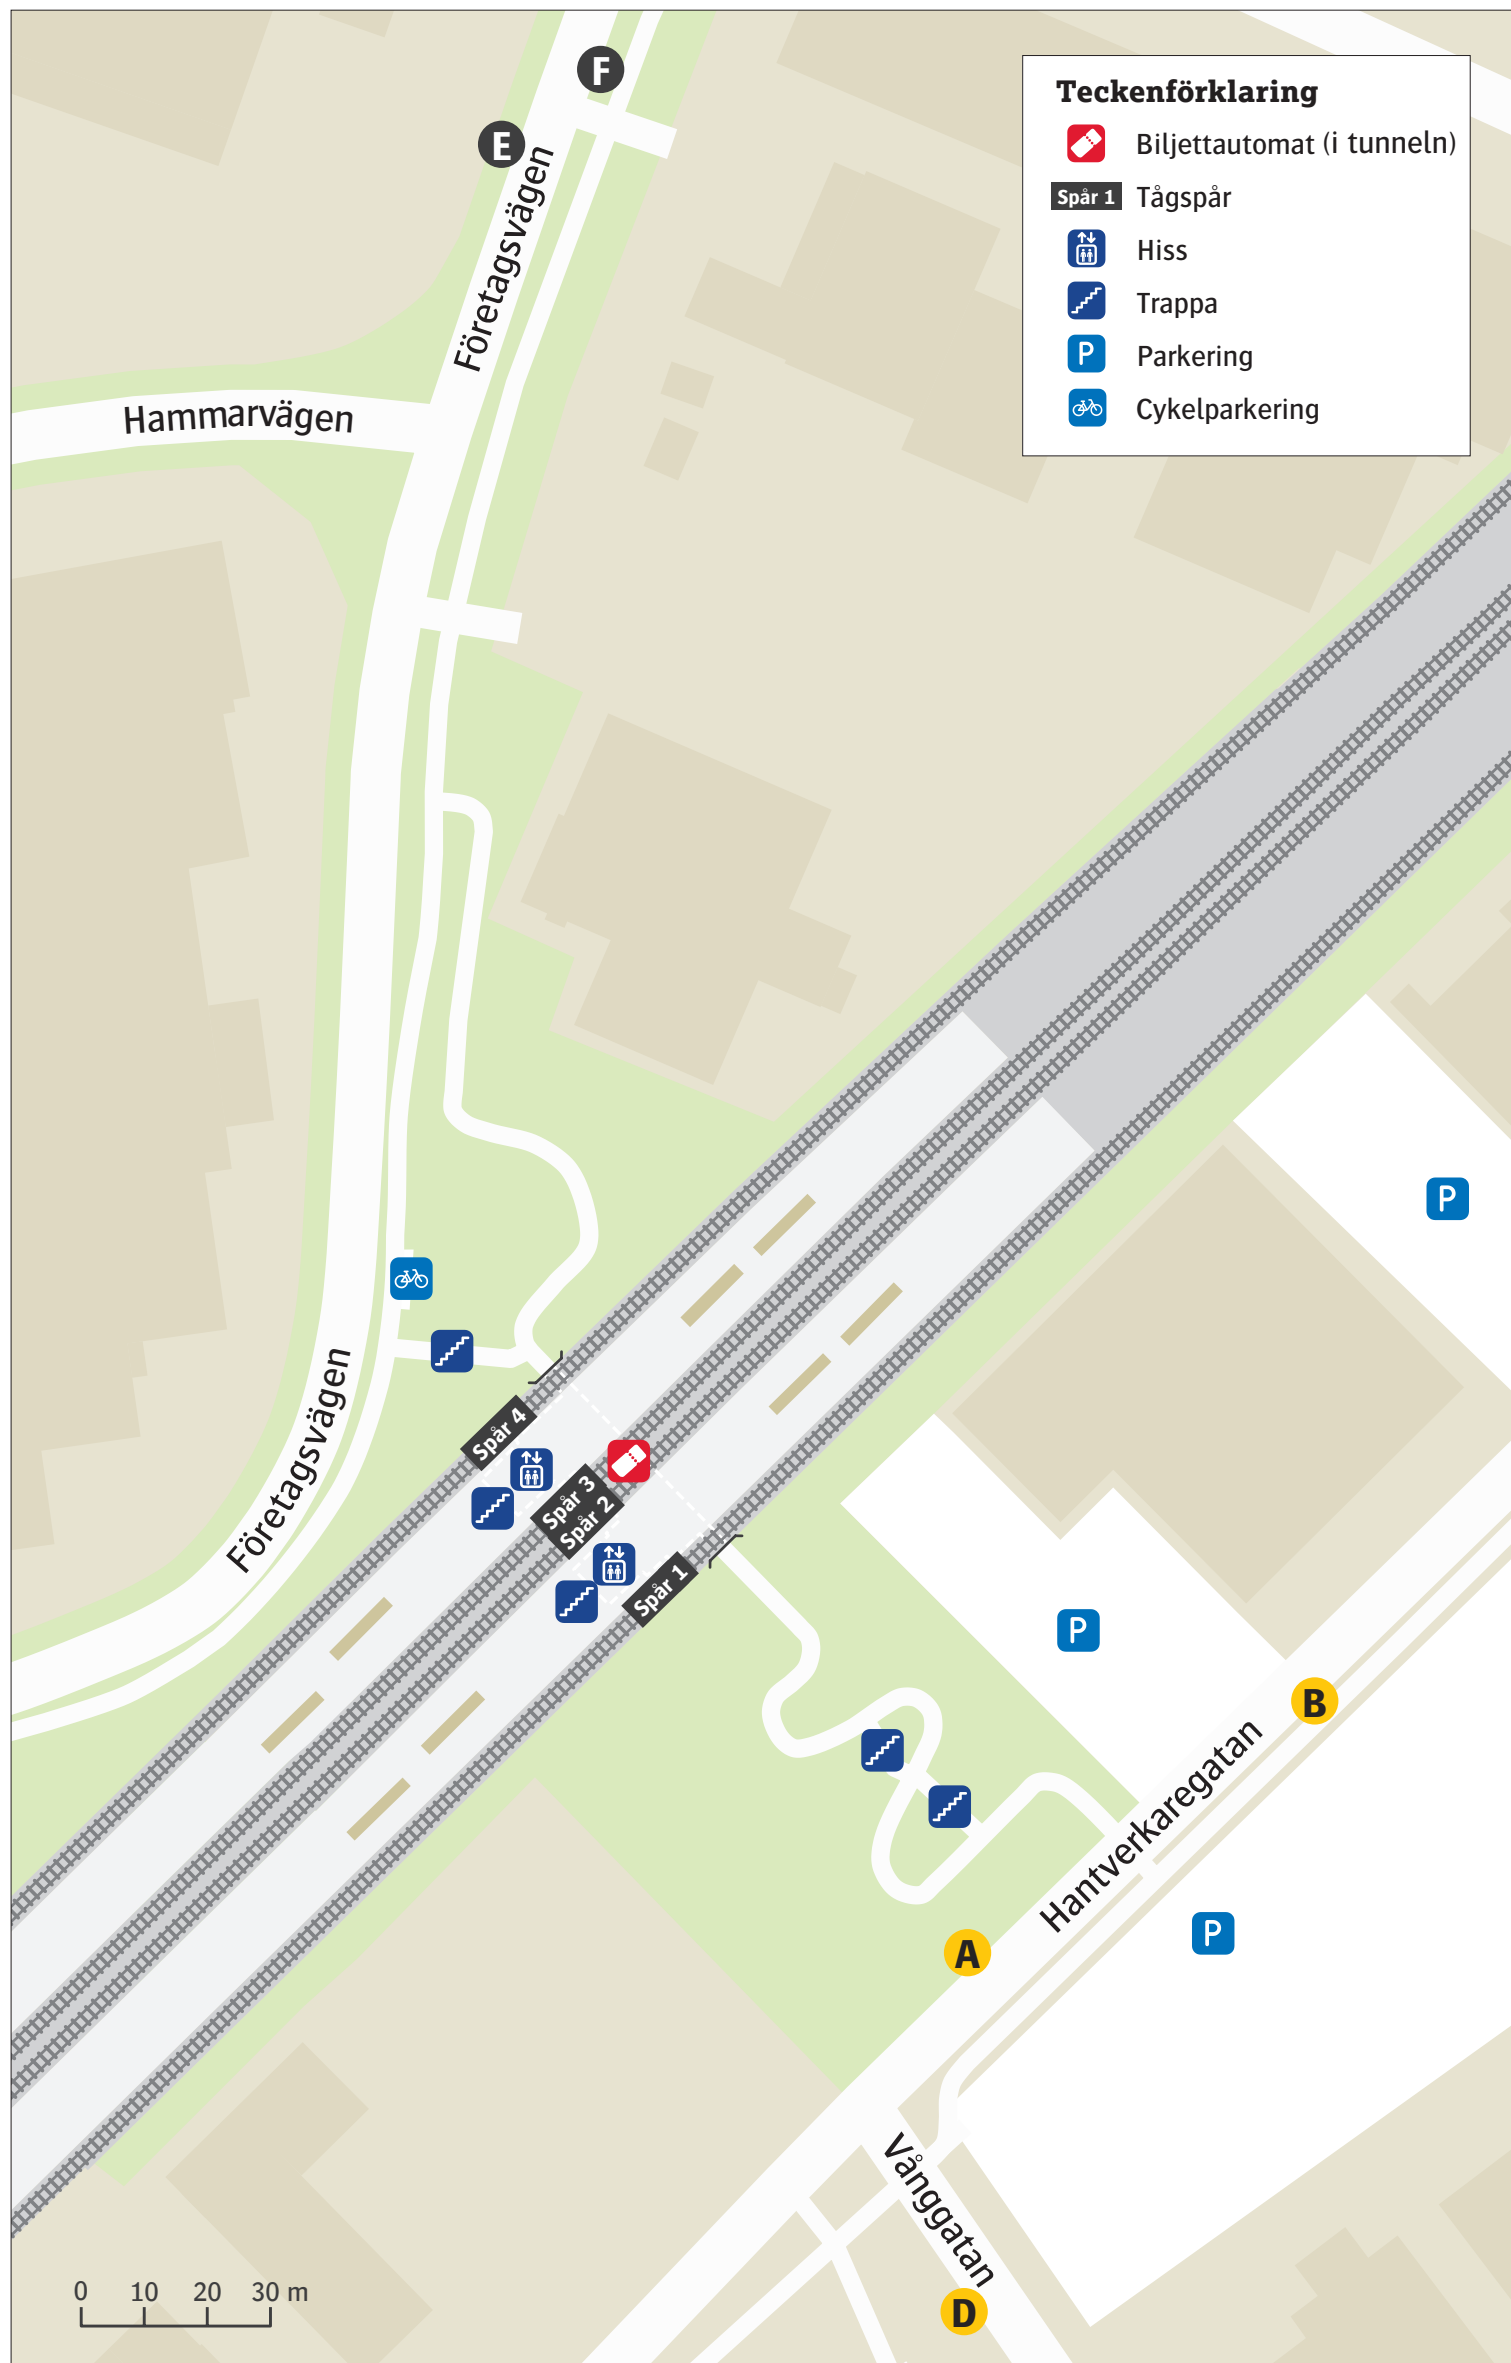 F
E
Företagsvägen
Hammarvägen
Teckenförklaring
Biljettautomat (i tunneln)
Spår 1 Tågspår
Hiss
Trappa
P Parkering
Cykelparkering
P
Företagsvägen
Spår 4
Spår 3
Spår 2
Spår 1
P
B
Hantverkaregatan
A
P
Vånggatan
D
0 10 20 30 m